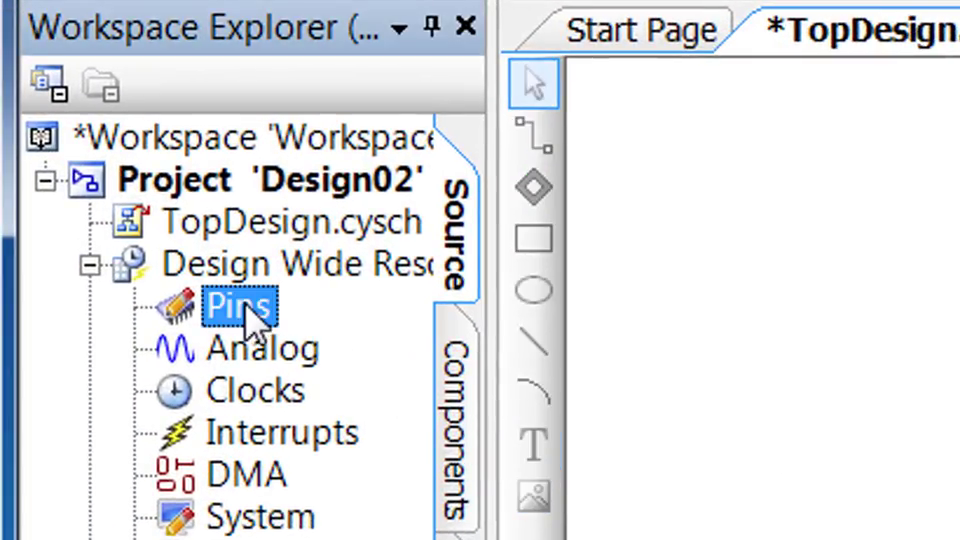 Workspace Explorer (...
Start Page
*TopDesign.
*Workspace 'Workspace
Project 'Design02'
TopDesign.cysch
Design Wide Reso
Pins
Analog
Clocks
Interrupts
DMA
System
Source
Components
T